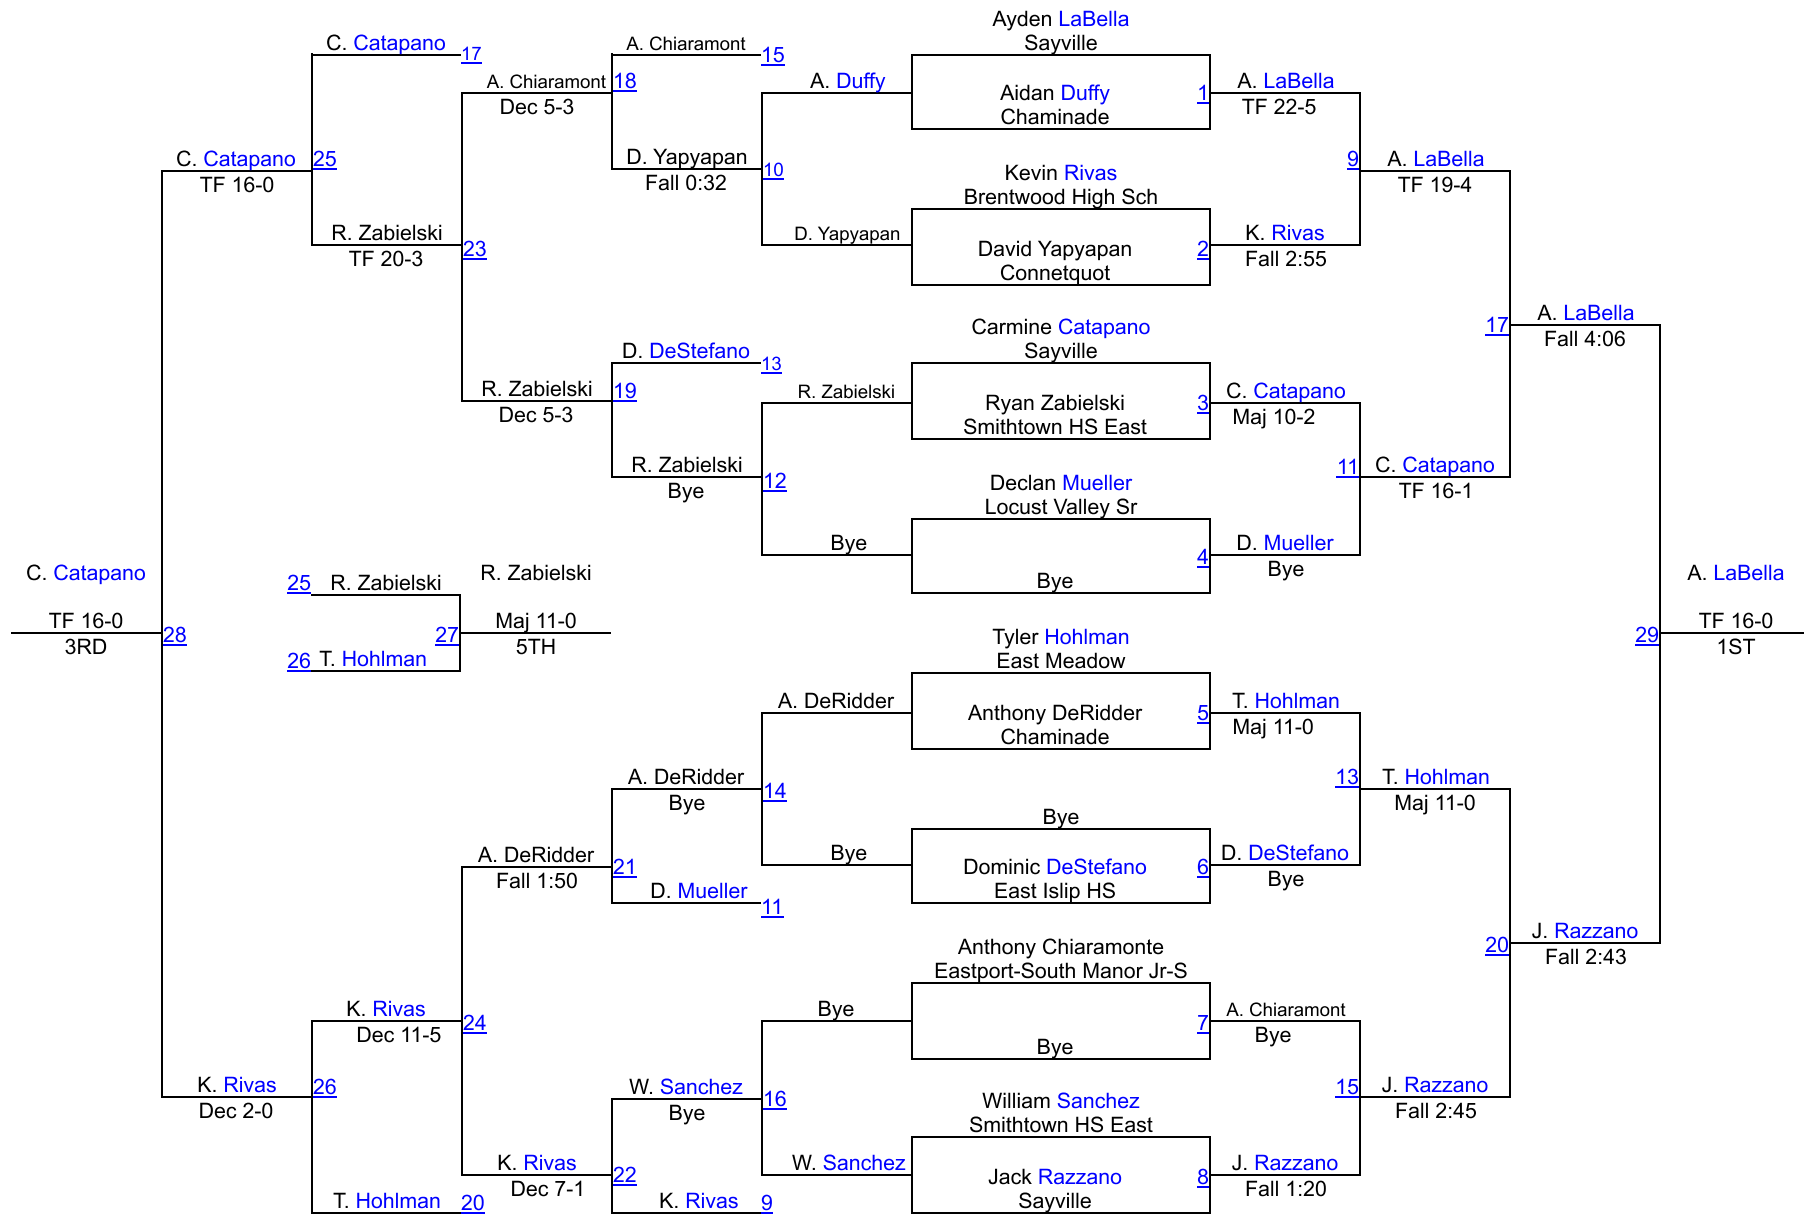 Ayden LaBella
Sayville
C. Catapano
17
A. Chiaramont
15
A. Chiaramont
18
Dec 5-3
A. Duffy
Aidan Duffy
Chaminade
1
A. LaBella
TF 22-5
C. Catapano
25
TF 16-0
D. Yapyapan
10
Fall 0:32
Kevin Rivas
Brentwood High Sch
9
A. LaBella
TF 19-4
R. Zabielski
23
TF 20-3
D. Yapyapan
David Yapyapan
Connetquot
2
K. Rivas
Fall 2:55
Carmine Catapano
Sayville
17
A. LaBella
Fall 4:06
D. DeStefano
13
R. Zabielski
19
Dec 5-3
R. Zabielski
Ryan Zabielski
Smithtown HS East
3
C. Catapano
Maj 10-2
R. Zabielski
12
Bye
Declan Mueller
Locust Valley Sr
11
C. Catapano
TF 16-1
Bye
4
Bye
D. Mueller
Bye
C. Catapano
TF 16-0
3RD
28
25
R. Zabielski
26
T. Hohlman
27
R. Zabielski
Maj 11-0
5TH
29
A. LaBella
TF 16-0
1ST
Tyler Hohlman
East Meadow
A. DeRidder
Anthony DeRidder
Chaminade
5
T. Hohlman
Maj 11-0
A. DeRidder
14
Bye
Bye
13
T. Hohlman
Maj 11-0
A. DeRidder
21
Fall 1:50
Bye
Dominic DeStefano
East Islip HS
6
D. DeStefano
Bye
D. Mueller
11
Anthony Chiaramonte
Eastport-South Manor Jr-S
20
J. Razzano
Fall 2:43
K. Rivas
24
Dec 11-5
Bye
7
Bye
A. Chiaramont
Bye
K. Rivas
26
Dec 2-0
W. Sanchez
16
Bye
William Sanchez
Smithtown HS East
15
J. Razzano
Fall 2:45
K. Rivas
22
Dec 7-1
W. Sanchez
Jack Razzano
Sayville
8
J. Razzano
Fall 1:20
T. Hohlman
20
K. Rivas
9